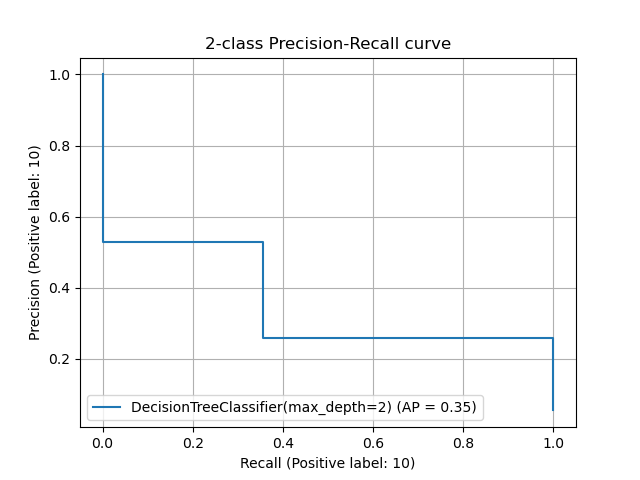 2-class Precision-Recall curve
Precision (Positive label: 10)
1.0
0.8
0.6
0.4
0.2
DecisionTreeClassifier(max_depth=2) (AP = 0.35)
0.0 0.2 0.4 0.6 0.8 1.0
Recall (Positive label: 10)